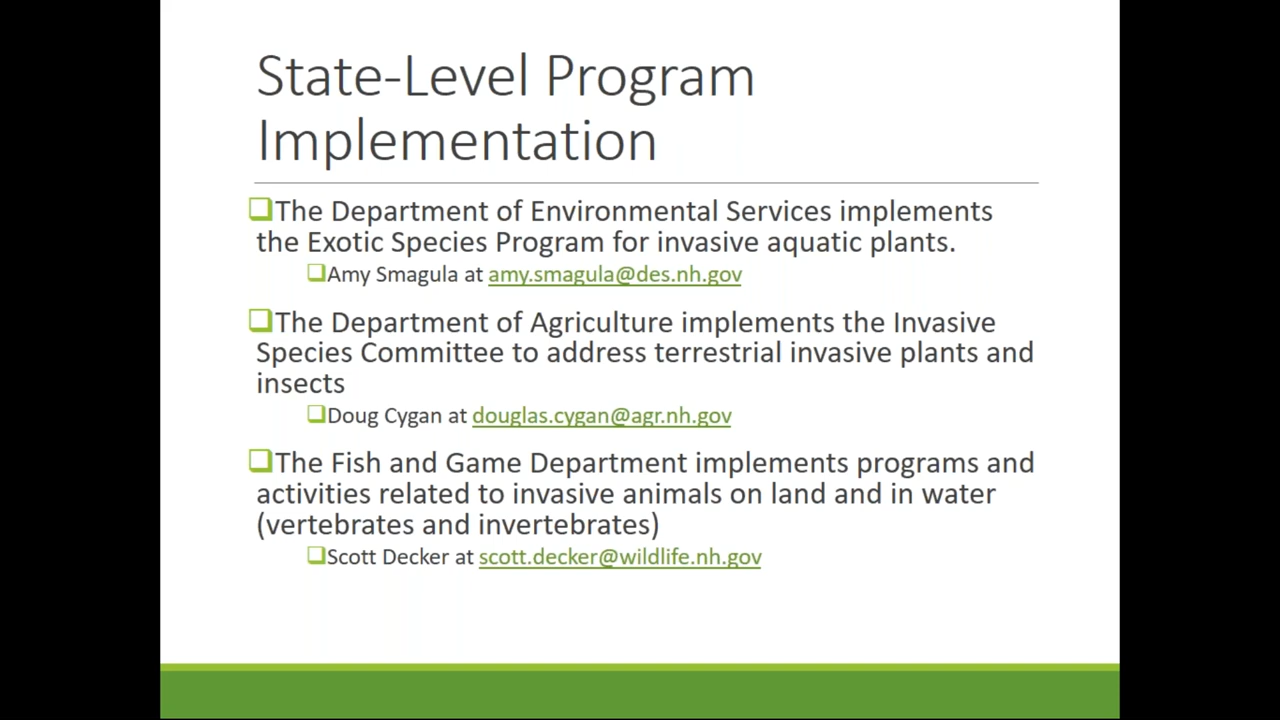 State-Level Program
Implementation
The Department of Environmental Services implements
the Exotic Species Program for invasive aquatic plants.
Amy Smagula at amy.smagula@des.nh.gov
The Department of Agriculture implements the Invasive
Species Committee to address terrestrial invasive plants and
insects
Doug Cygan at douglas.cygan@agr.nh.gov
The Fish and Game Department implements programs and
activities related to invasive animals on land and in water
(vertebrates and invertebrates)
Scott Decker at scott.decker@wildlife.nh.gov